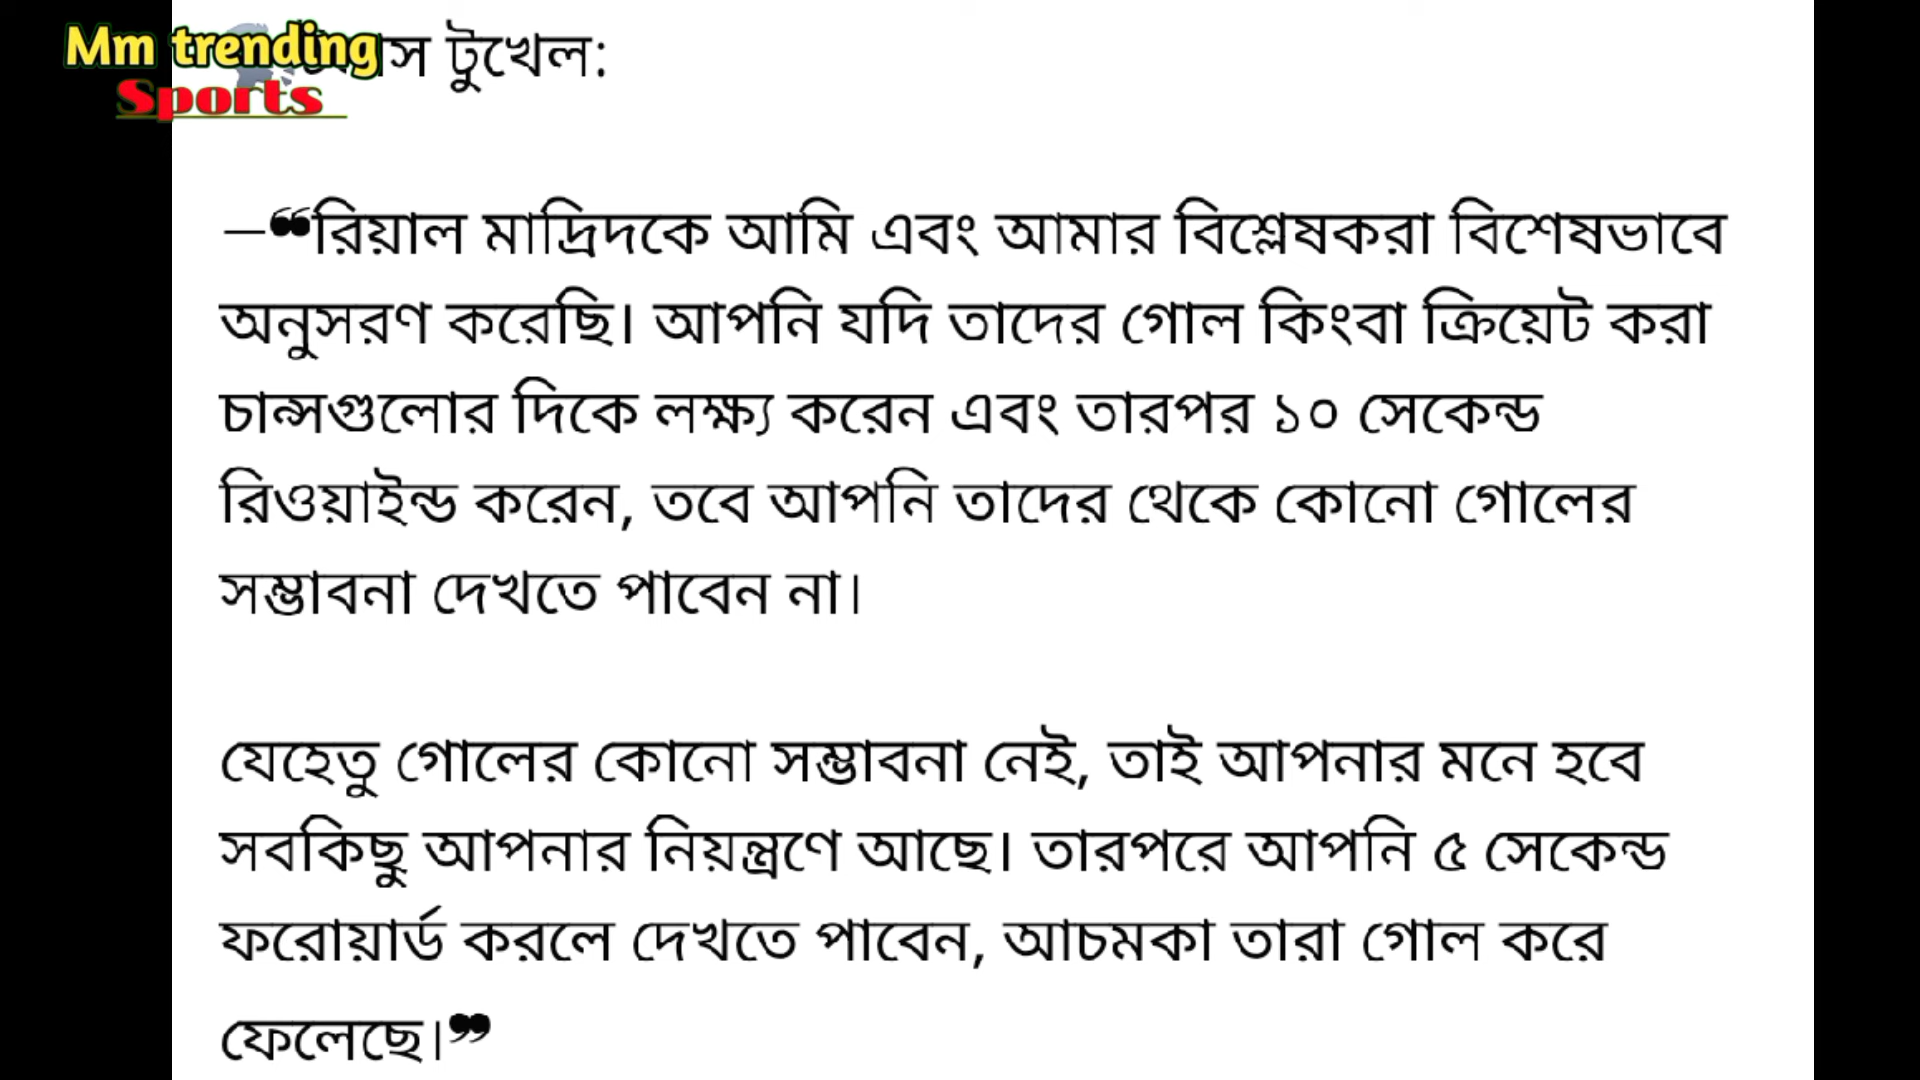 Mm trending
Sports
টুখেল:
—❝রিয়াল মাদ্রিদকে আমি এবং আমার বিশ্লেষকরা বিশেষভাবে
অনুসরণ করেছি। আপনি যদি তাদের গোল কিংবা ক্রিয়েট করা
চান্সগুলোর দিকে লক্ষ্য করেন এবং তারপর ১০ সেকেন্ড
রিওয়াইন্ড করেন, তবে আপনি তাদের থেকে কোনো গোলের
সম্ভাবনা দেখতে পাবেন না।
যেহেতু গোলের কোনো সম্ভাবনা নেই, তাই আপনার মনে হবে
সবকিছু আপনার নিয়ন্ত্রণে আছে। তারপরে আপনি ৫ সেকেন্ড
ফরোয়ার্ড করলে দেখতে পাবেন, আচমকা তারা গোল করে
ফেলেছে।❞